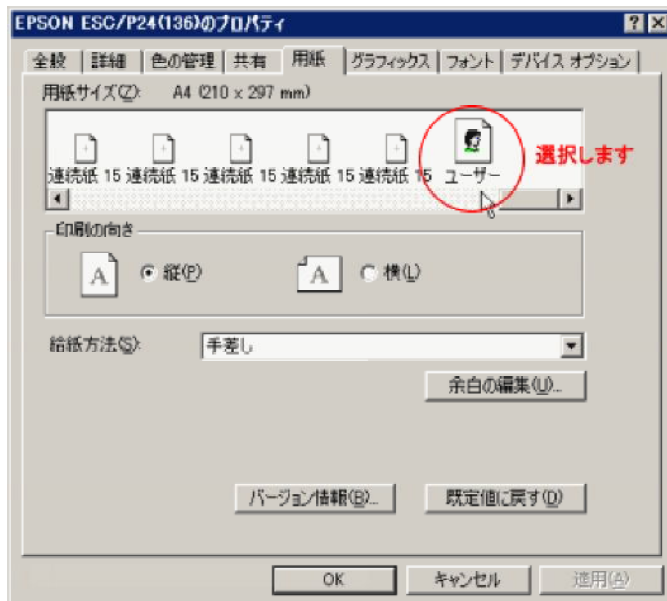 EPSON ESC/P24(136)のプロパティ
全般 詳細 色の管理 共有 用紙 グラフィックス フォント デバイス オプション
用紙サイズ(Z): A4 (210 x 297 mm)
連続紙 15 連続紙 15 連続紙 15 連続紙 15 連続紙 15 ユーザー
選択します
印刷の向き
A 縦(P) A 横(L)
給紙方法(S): 手差し
余白の編集(U)...
バージョン情報(B)... 既定値に戻す(D)
OK キャンセル 適用(A)